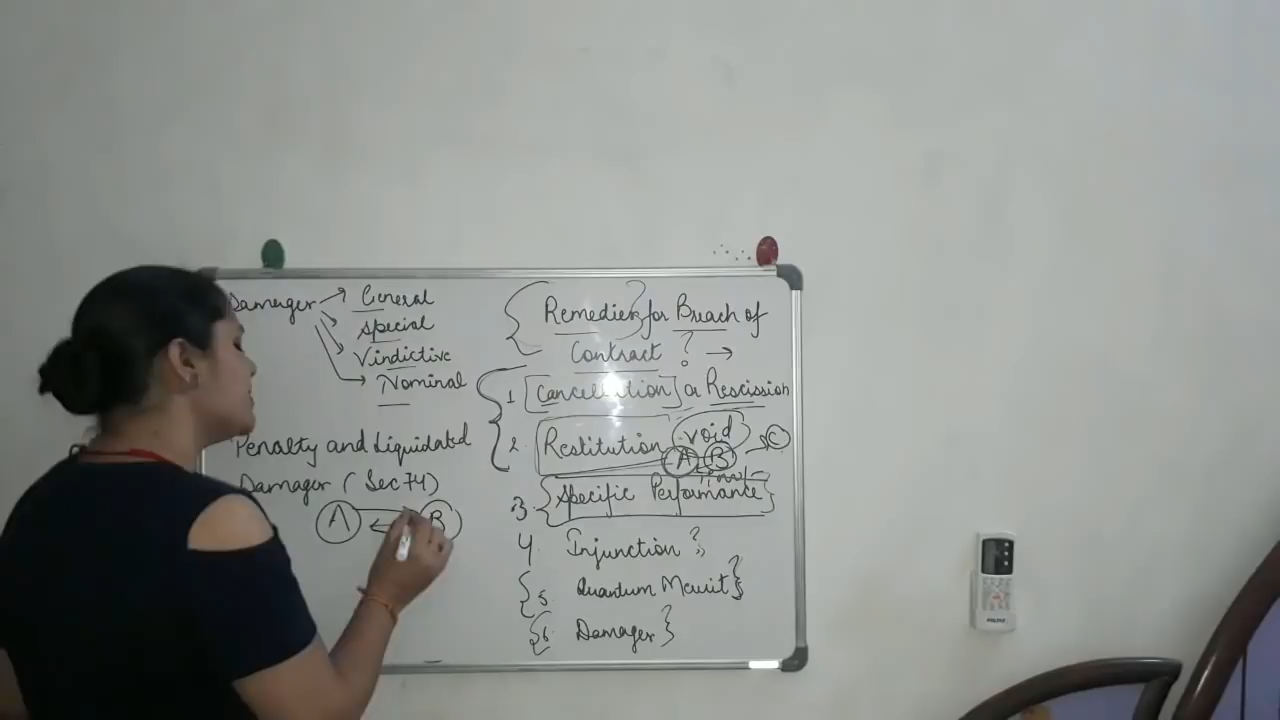 Damages → General
Special
Vindictive
Nominal
Penalty and Liquidated
Damages (Sec 74)
A B
Remedies for Breach of
Contract ? →
1 Cancellation or Rescission
2. Restitution void
A B C
3. Specific Performance
4. Injunction ?
5 Quantum Meruit ?
6. Damages ?